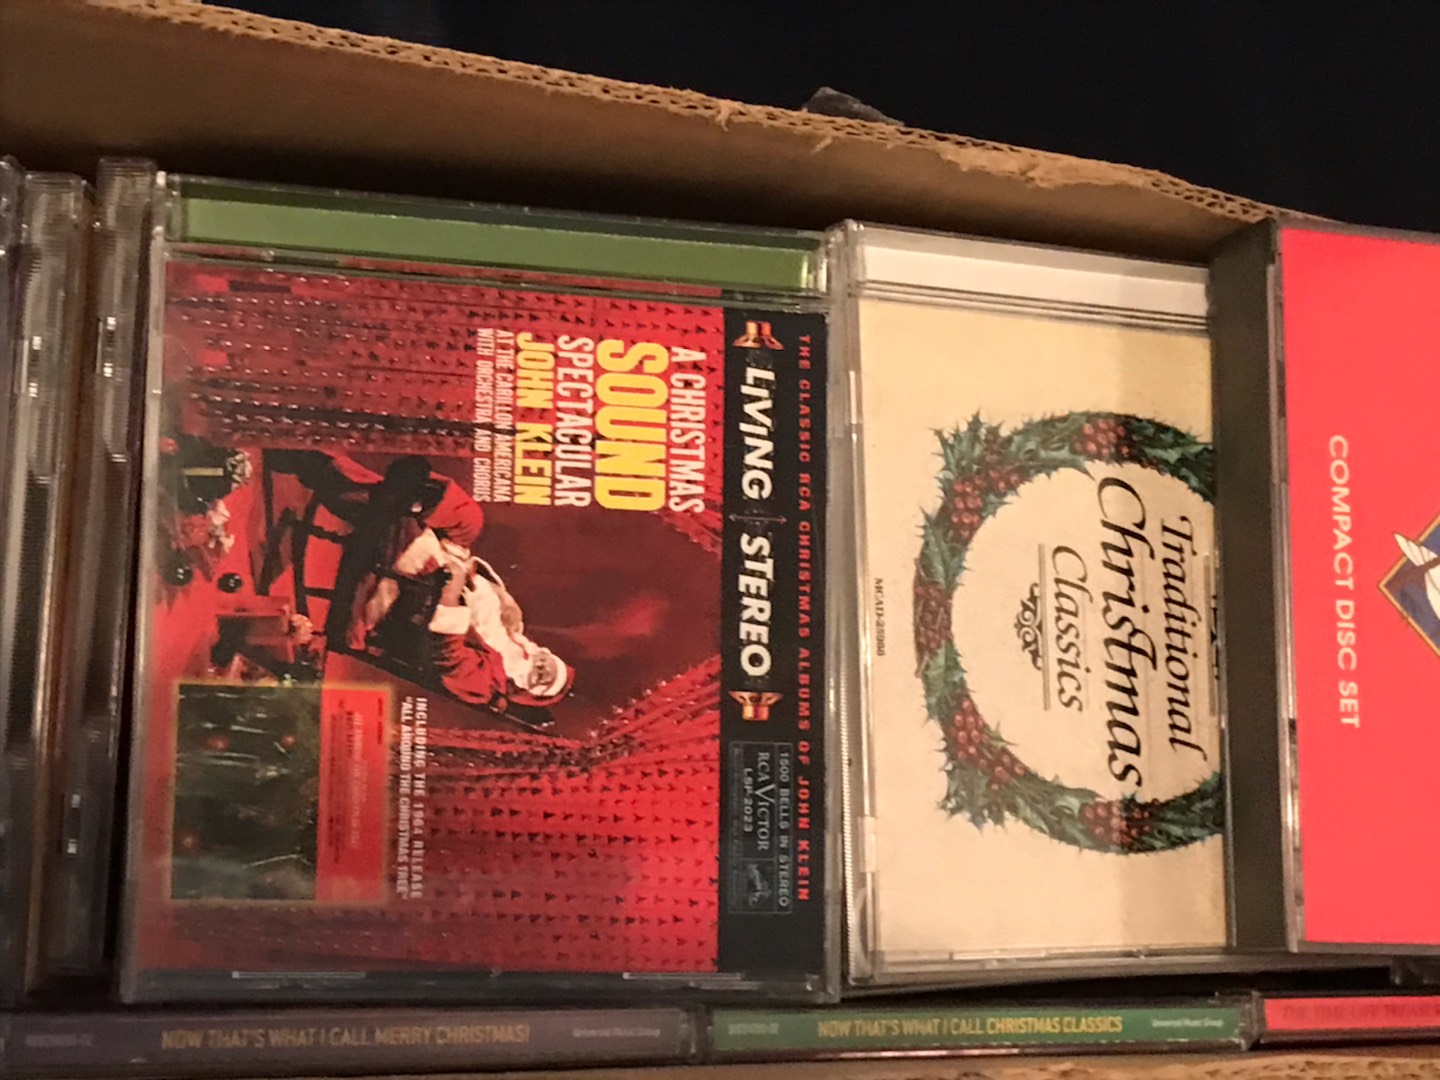 THE CLASSIC RCA CHRISTMAS ALBUMS OF JOHN KLEIN
LIVING STEREO
1500 BELLS IN STEREO
RCA VICTOR
LSP-2023
A CHRISTMAS
SOUND
SPECTACULAR
JOHN KLEIN
AT THE CARILLON AMERICANA
WITH ORCHESTRA AND CHORUS
INCLUDING THE 1964 RELEASE
"ALL AROUND THE CHRISTMAS TREE"
Traditional
Christmas
Classics
COMPACT DISC SET
NOW THAT'S WHAT I CALL MERRY CHRISTMAS!
Universal Music Group
NOW THAT'S WHAT I CALL CHRISTMAS CLASSICS
Universal Music Group